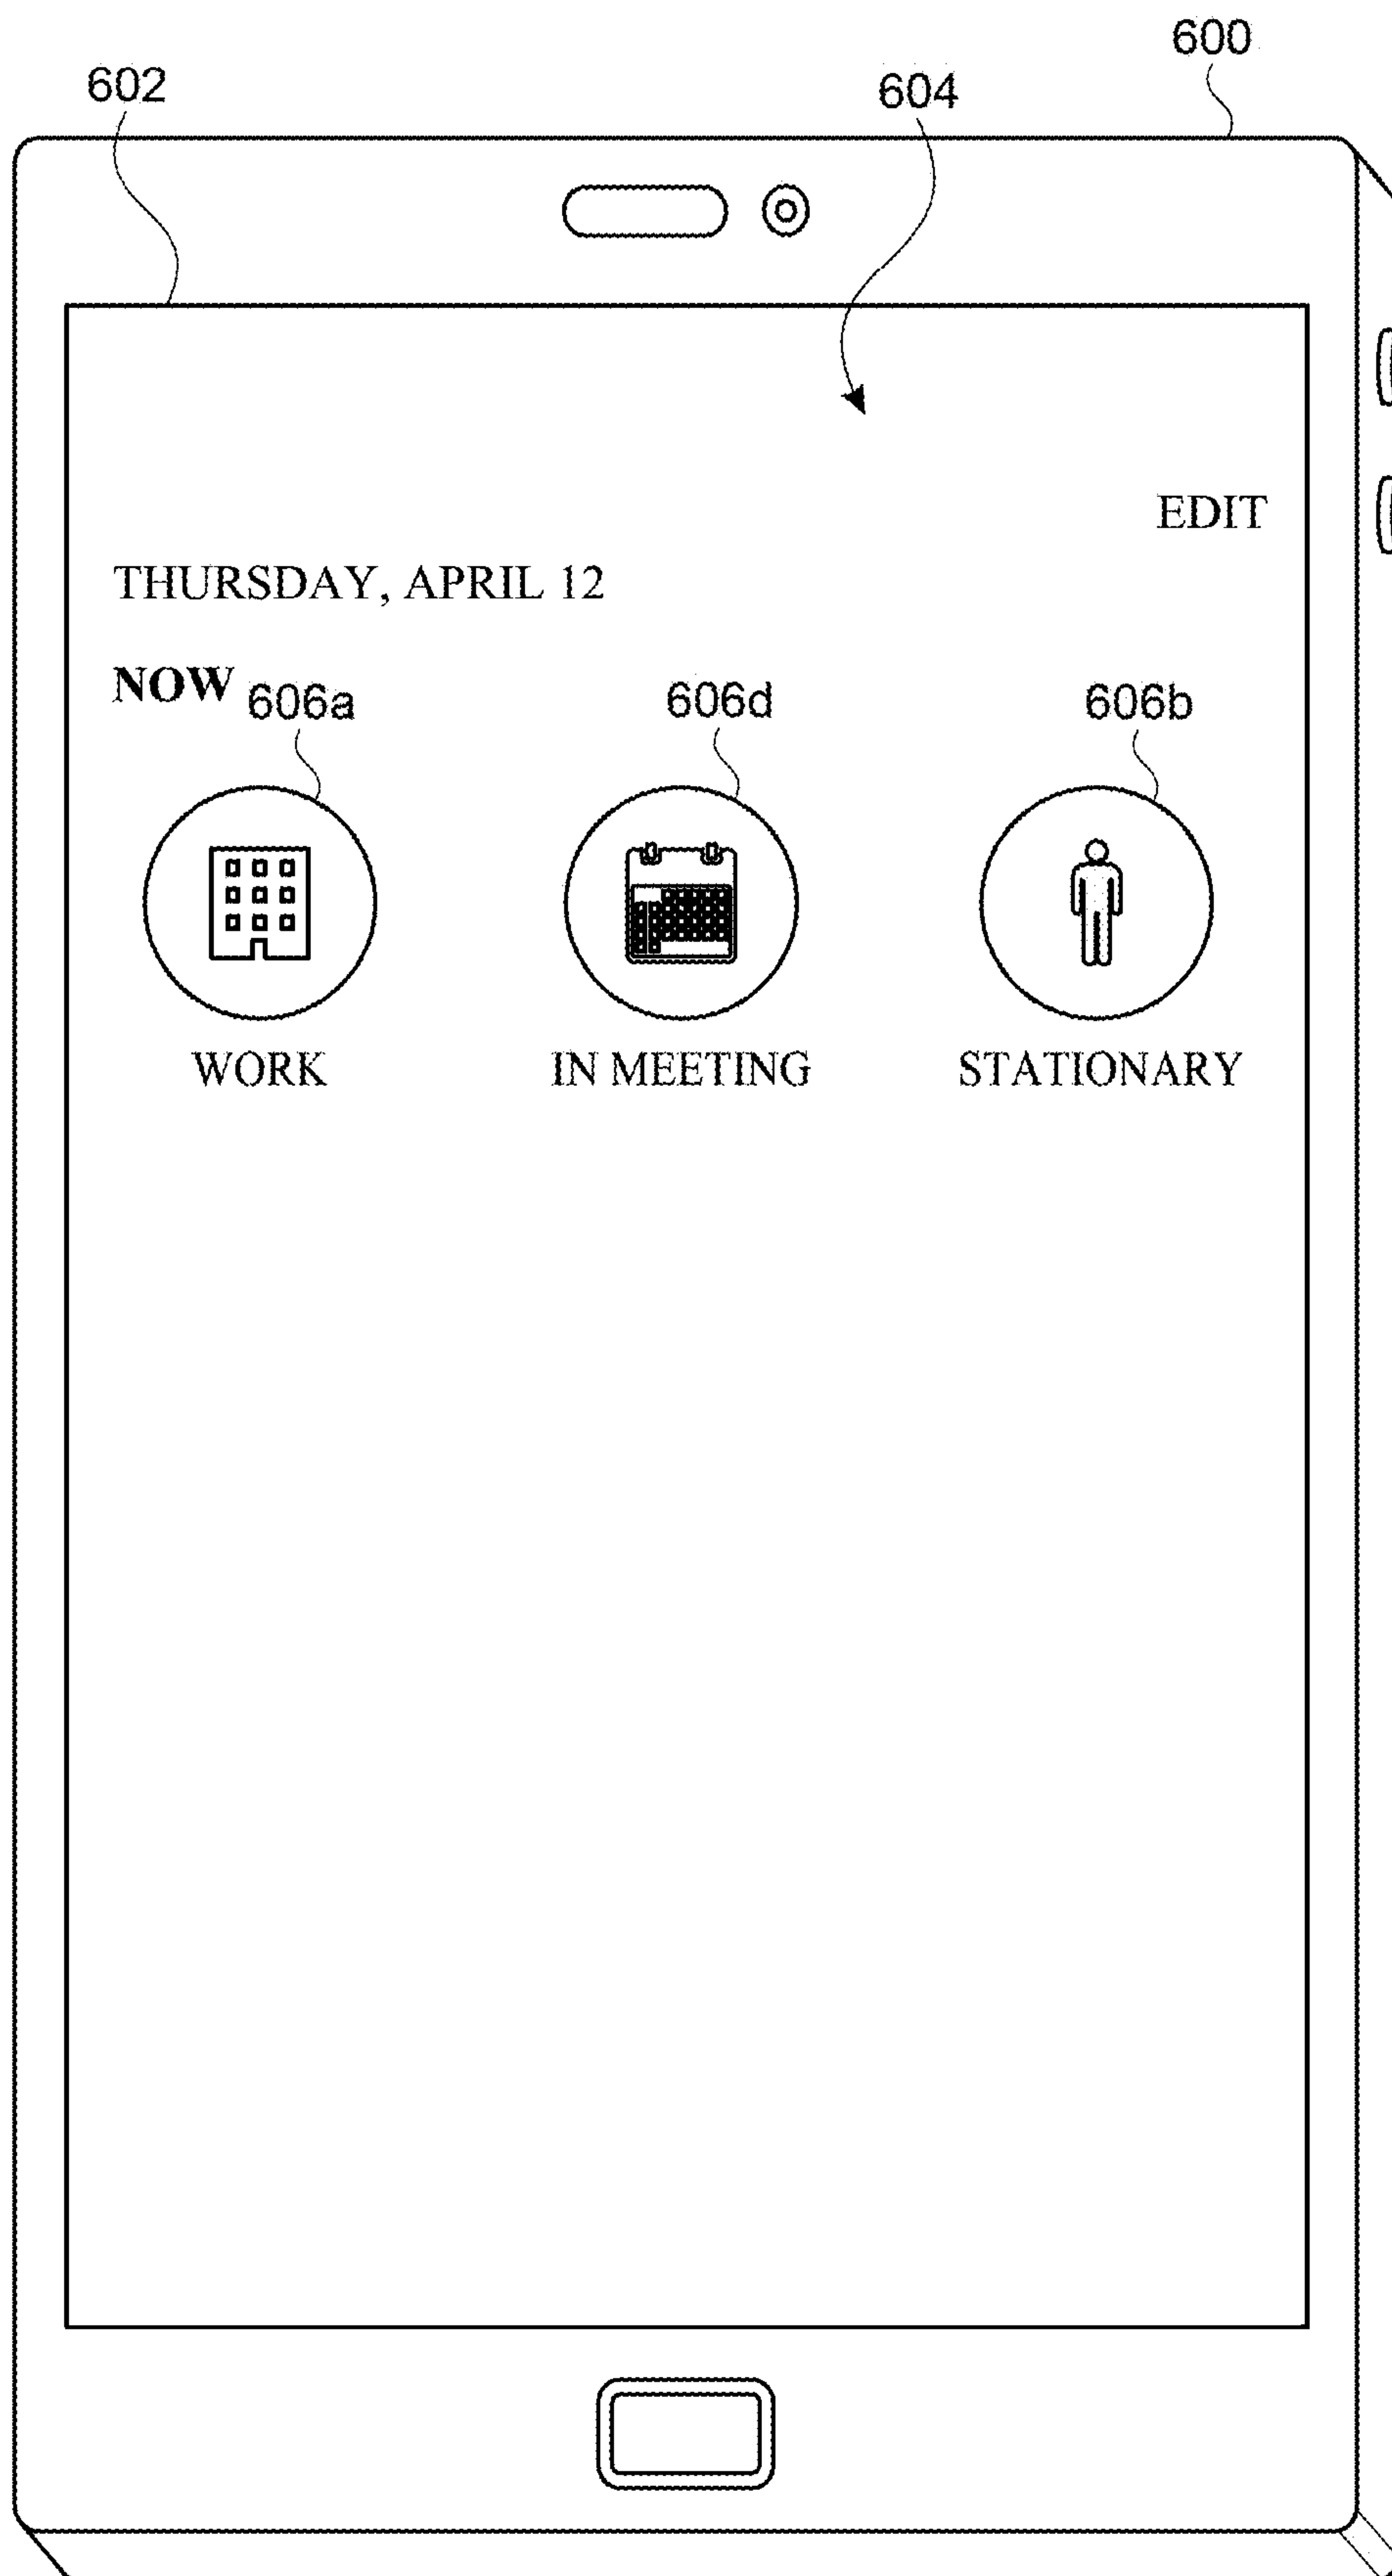 600
602
604
EDIT
THURSDAY, APRIL 12
NOW
606a 606d 606b
WORK IN MEETING STATIONARY